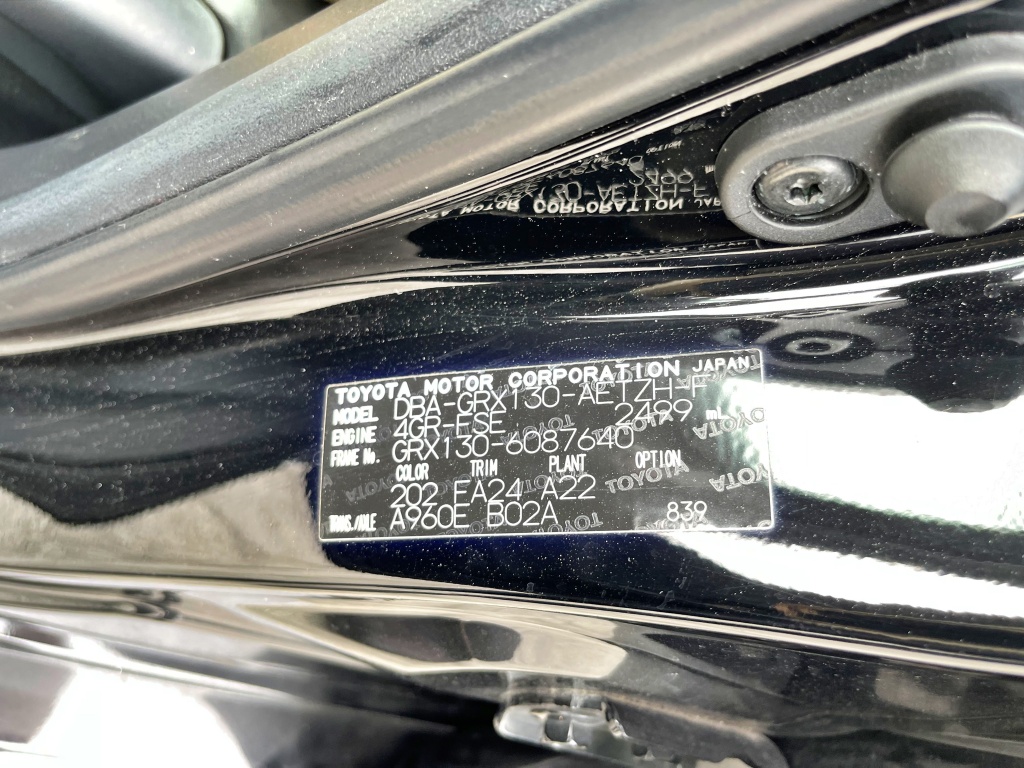 TOYOTA MOTOR CORPORATION JAPAN
MODEL DBA-GRX130-AETZH-F
ENGINE 4GR-FSE 2499 mL
FRAME No. GRX130-6087640
COLOR TRIM PLANT OPTION
202 EA24 A22
TRANS./AXLE A960E B02A 839